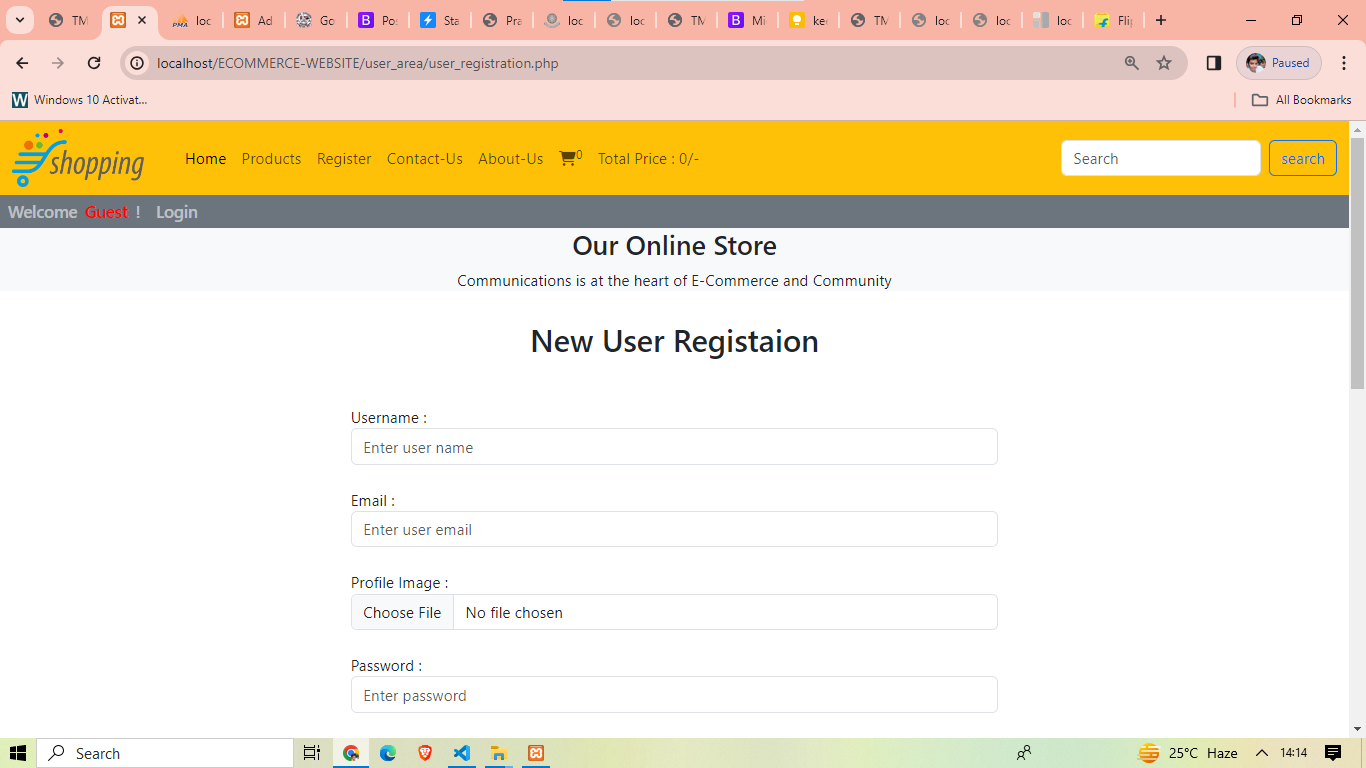 TM loc Ad Go Pos Sta Pra loc loc TM Mi kee TM loc loc loc Flip
localhost/ECOMMERCE-WEBSITE/user_area/user_registration.php Paused
W Windows 10 Activat... All Bookmarks
shopping Home Products Register Contact-Us About-Us 0 Total Price : 0/- Search search
Welcome Guest ! Login
Our Online Store
Communications is at the heart of E-Commerce and Community
New User Registaion
Username :
Enter user name
Email :
Enter user email
Profile Image :
Choose File No file chosen
Password :
Enter password
Search 25°C Haze 14:14